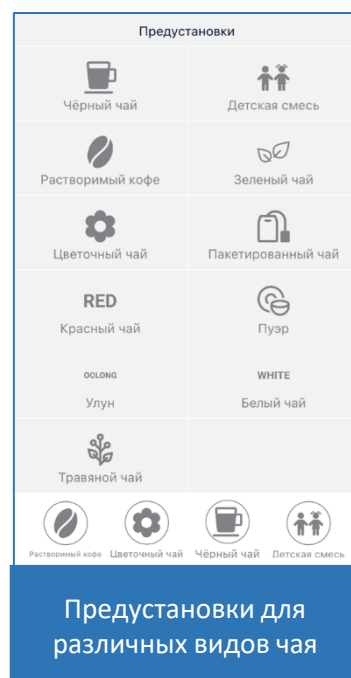 Предустановки
Чёрный чай
Детская смесь
Растворимый кофе
Зеленый чай
Цветочный чай
Пакетированный чай
RED
Красный чай
Пуэр
OOLONG
WHITE
Улун
Белый чай
Травяной чай
Растворимый кофе
Цветочный чай
Чёрный чай
Детская смесь
Предустановки для
различных видов чая